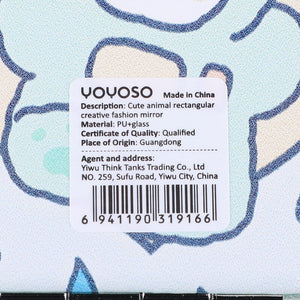 YOYOSO Made in China
Description: Cute animal rectangular
creative fashion mirror
Material: PU+glass
Certificate of Quality: Qualified
Place of Origin: Guangdong
Agent and address:
Yiwu Think Tanks Trading Co., Ltd
NO. 259, Sufu Road, Yiwu City, China
6 941190 319166